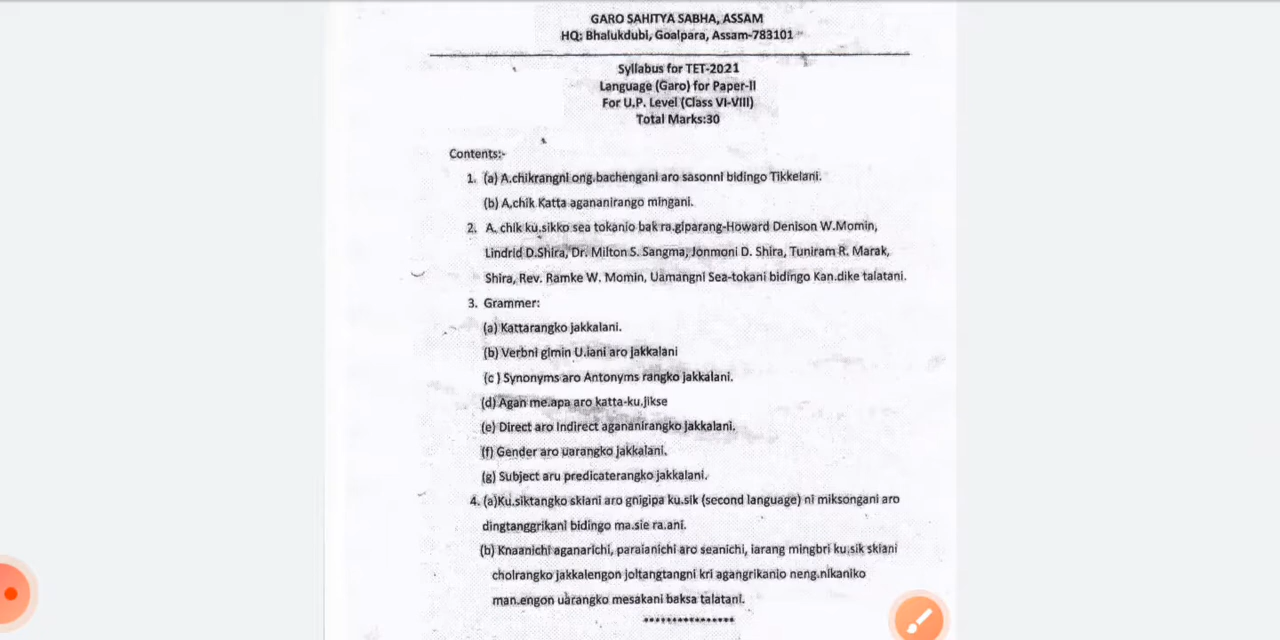 GARO SAHITYA SABHA, ASSAM
HQ: Bhalukdubi, Goalpara, Assam-783101
Syllabus for TET-2021
Language (Garo) for Paper-II
For U.P. Level (Class VI-VIII)
Total Marks:30
Contents:-
1. (a) A.chikrangni ong.bachengani aro sasonni bidingo Tikkelani.
(b) A.chik Katta agananirango mingani.
2. A. chik ku.sikko sea tokanio bak ra.giparang-Howard Denison W.Momin,
Lindrid D.Shira, Dr. Milton S. Sangma, Jonmoni D. Shira, Tuniram R. Marak,
Shira, Rev. Ramke W. Momin, Uamangni Sea-tokani bidingo Kan.dike talatani.
3. Grammer:
(a) Kattarangko jakkalani.
(b) Verbni gimin U.iani aro jakkalani
(c ) Synonyms aro Antonyms rangko jakkalani.
(d) Agan me.apa aro katta-ku.jikse
(e) Direct aro Indirect agananirangko jakkalani.
(f) Gender aro uarangko jakkalani.
(g) Subject aru predicaterangko jakkalani.
4. (a)Ku.siktangko skiani aro gnigipa ku.sik (second language) ni miksongani aro
dingtanggrikani bidingo ma.sie ra.ani.
(b) Knaanichi aganarichi, paraianichi aro seanichi, iarang mingbri ku.sik skiani
cholrangko jakkalengon joltangtangni kri agangrikanio neng.nikaniko
man.engon uarangko mesakani baksa talatani.
***************